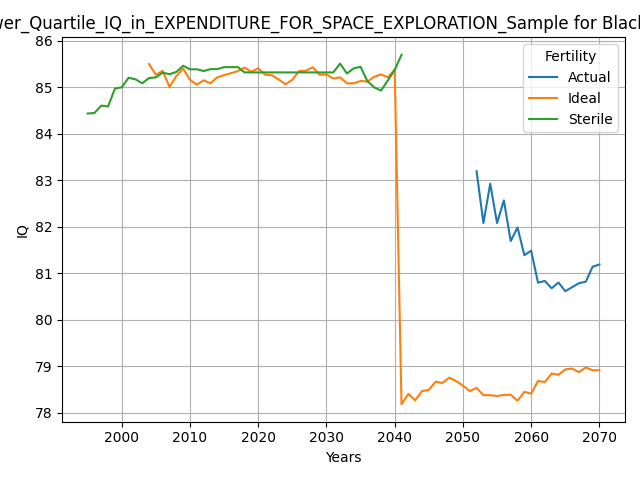 wer_Quartile_IQ_in_EXPENDITURE_FOR_SPACE_EXPLORATION_Sample for Black
Fertility
Actual
Ideal
Sterile
86
85
84
83
82
81
80
79
78
IQ
2000
2010
2020
2030
2040
2050
2060
2070
Years